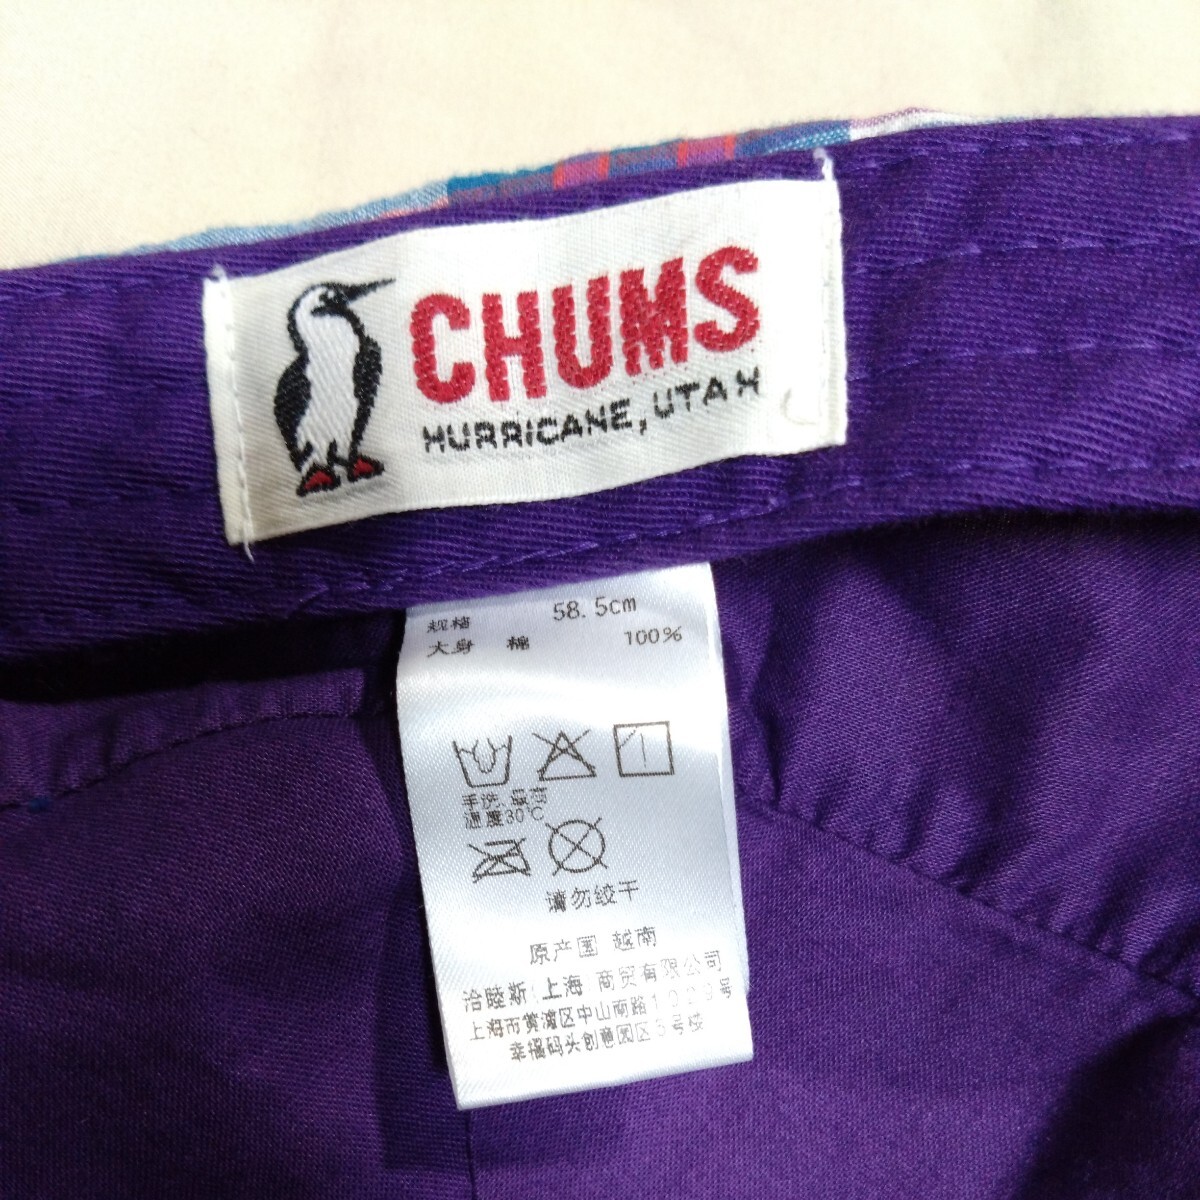 CHUMS
HURRICANE, UTAH
规格 58.5cm
大身 棉 100%
手洗,最高
温度30℃
请勿绞干
原产国 越南
洽睦新 上海 商贸有限公司
上海市黄浦区中山南路1029号
幸福码头创意园区5号楼